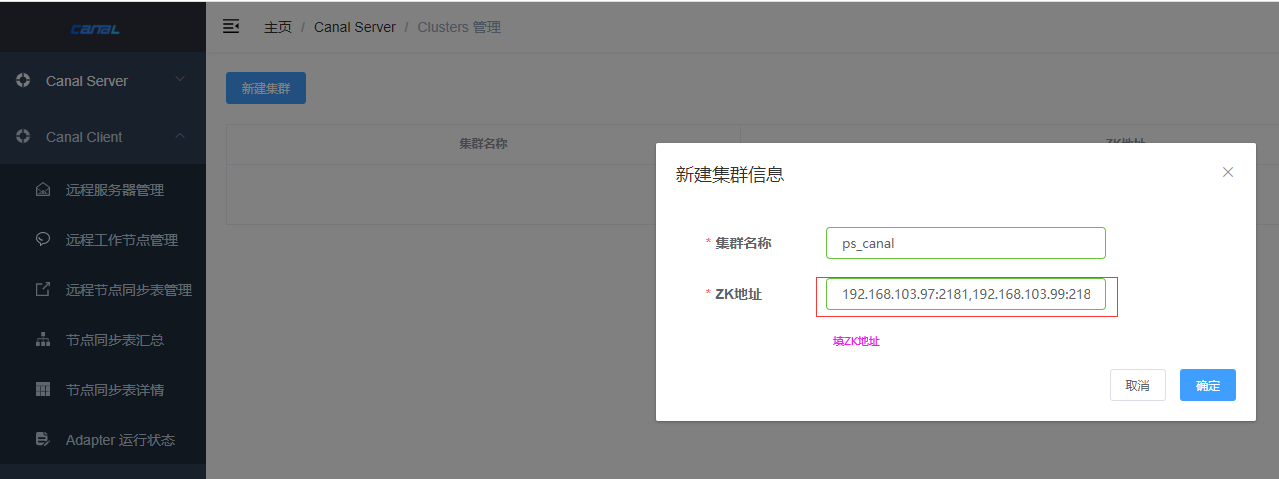 canal
主页 / Canal Server / Clusters 管理
Canal Server
Canal Client
远程服务器管理
远程工作节点管理
远程节点同步表管理
节点同步表汇总
节点同步表详情
Adapter 运行状态
新建集群
集群名称
ZK地址
新建集群信息
* 集群名称
ps_canal
* ZK地址
192.168.103.97:2181,192.168.103.99:218
填ZK地址
取消
确定